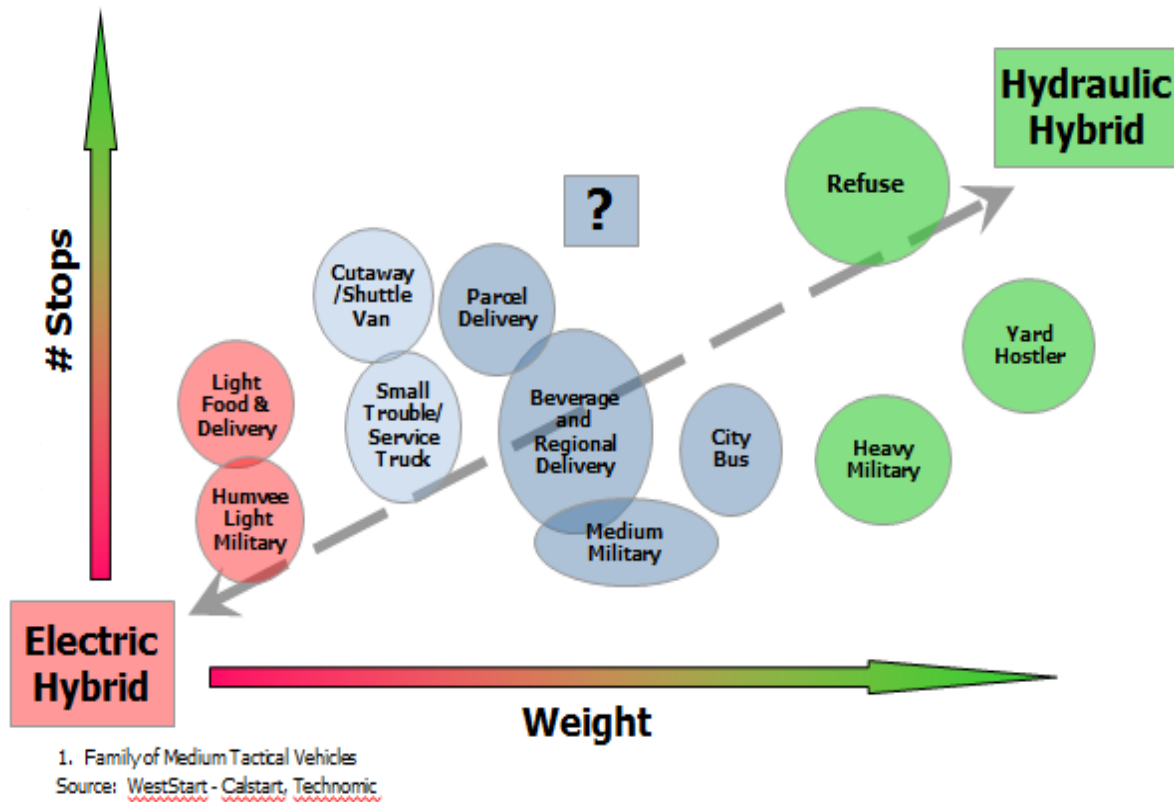 Hydraulic
Hybrid
?
Refuse
# Stops
Cutaway
/Shuttle
Van
Parcel
Delivery
Yard
Hostler
Light
Food &
Delivery
Small
Trouble/
Service
Truck
Beverage
and
Regional
Delivery
City
Bus
Heavy
Military
Humvee
Light
Military
Medium
Military
Electric
Hybrid
Weight
1. Family of Medium Tactical Vehicles
Source: WestStart - Calstart, Technomic